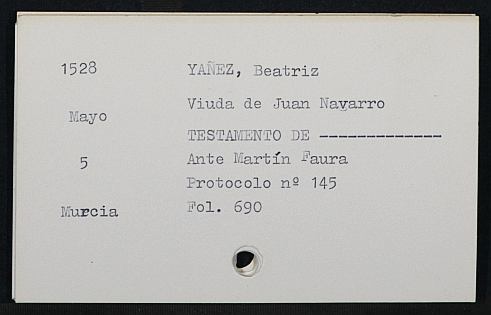 1528
YAÑEZ, Beatriz
Viuda de Juan Navarro
Mayo
TESTAMENTO DE -------------
5
Ante Martín Faura
Protocolo nº 145
Murcia
Fol. 690